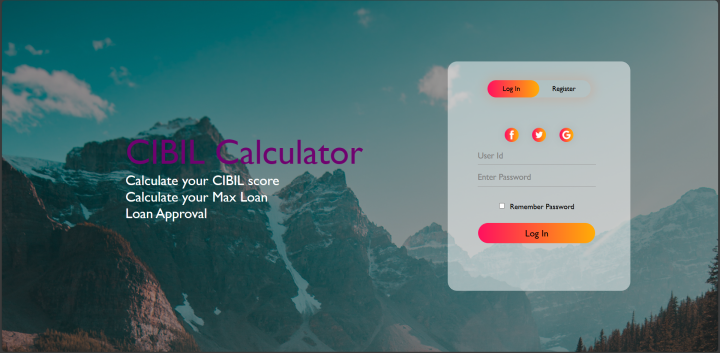 CIBIL Calculator
Calculate your CIBIL score
Calculate your Max Loan
Loan Approval
Log In Register
User Id
Enter Password
Remember Password
Log In